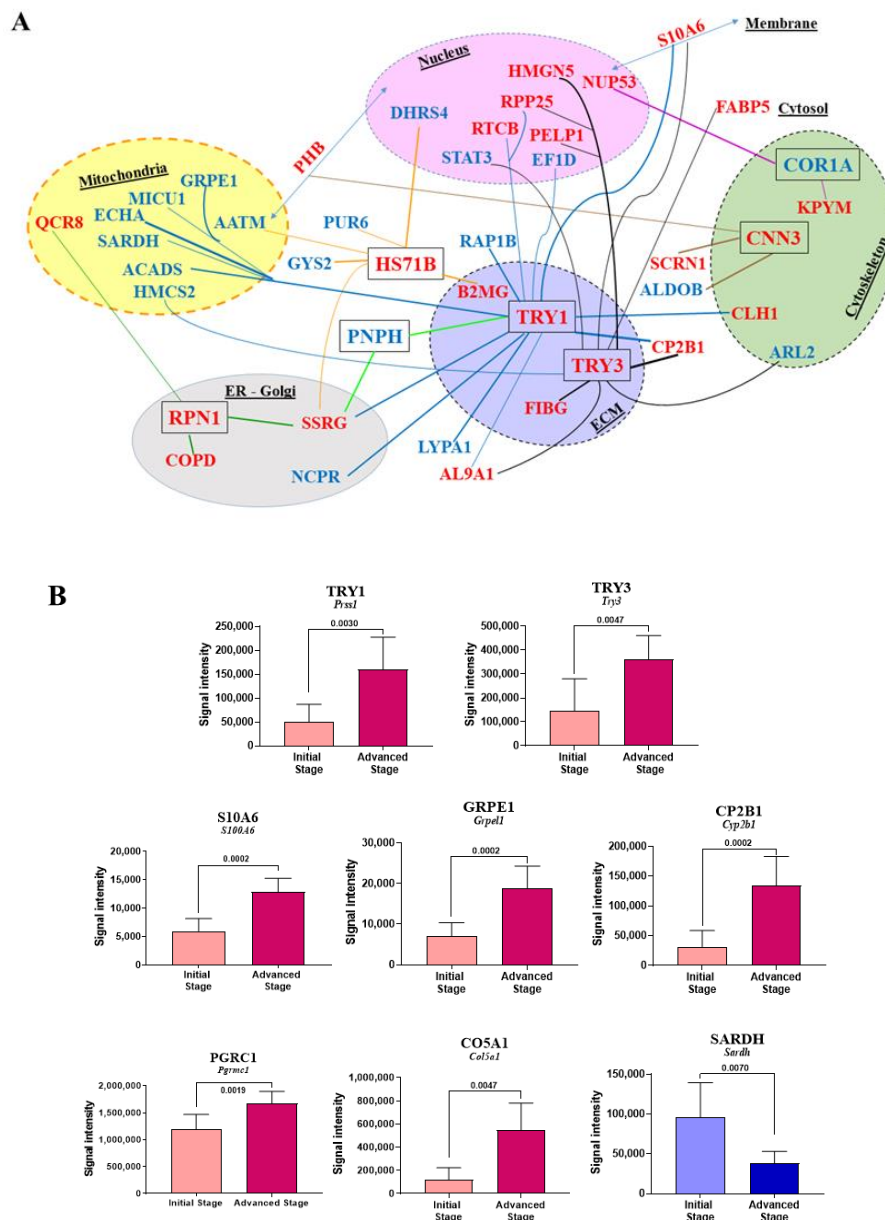 A
S10A6
Membrane
Nucleus
HMGN5
NUP53
FABP5
Cytosol
DHRS4
RPP25
RTCB
PELP1
STAT3
EF1D
PHB
COR1A
KPYM
Mitochondria
GRPE1
MICU1
ECHA
AATM
QCR8
SARDH
ACADS
HMCS2
PUR6
GYS2
HS71B
RAP1B
B2MG
CNN3
SCRN1
ALDOB
Cytoskeleton
CLH1
ARL2
PNPH
TRY1
TRY3
CP2B1
FIBG
ECM
ER - Golgi
RPN1
SSRG
COPD
NCPR
LYPA1
AL9A1
B
TRY1
Prss1
Signal intensity
250,000
200,000
150,000
100,000
50,000
0
0.0030
Initial Stage
Advanced Stage
TRY3
Try3
Signal intensity
500,000
400,000
300,000
200,000
100,000
0
0.0047
Initial Stage
Advanced Stage
S10A6
S100A6
Signal intensity
20,000
15,000
10,000
5,000
0
0.0002
Initial Stage
Advanced Stage
GRPE1
Grpel1
Signal intensity
30,000
20,000
10,000
0
0.0002
Initial Stage
Advanced Stage
CP2B1
Cyp2b1
Signal intensity
200,000
150,000
100,000
50,000
0
0.0002
Initial Stage
Advanced Stage
PGRC1
Pgrmc1
Signal intensity
2,000,000
1,500,000
1,000,000
500,000
0
0.0019
Initial Stage
Advanced Stage
CO5A1
Col5a1
Signal intensity
1,000,000
800,000
600,000
400,000
200,000
0
0.0047
Initial Stage
Advanced Stage
SARDH
Sardh
Signal intensity
150,000
100,000
50,000
0
0.0070
Initial Stage
Advanced Stage